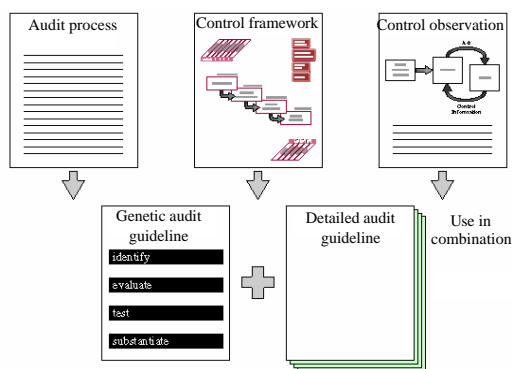 Audit process
Control framework
Control observation
Control
Information
Genetic audit
guideline
identify
evaluate
test
substantiate
Detailed audit
guideline
Use in
combination